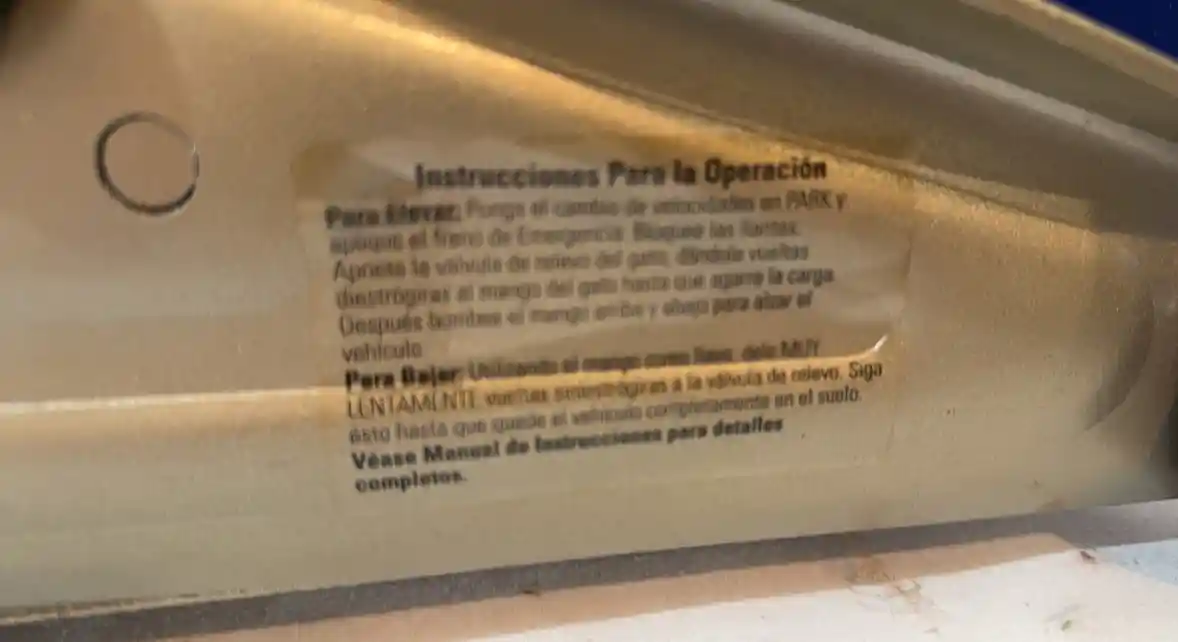 Instrucciones Para la Operación
Para Elevar: Ponga el cambio de velocidades en PARK y
aplique el freno de Emergencia. Bloquee las llantas.
Apriete la válvula de relevo del gato, dándole vueltas
diestrógiras al mango del gato hasta que agarre la carga.
Después bombee el mango arriba y abajo para alzar el
vehículo
Para Bajar: Utilizando el mango como llave, dele MUY
LENTAMENTE vueltas sinistrógiras a la válvula de relevo. Siga
ésto hasta que quede el vehículo completamente en el suelo.
Véase Manual de Instrucciones para detalles
completos.